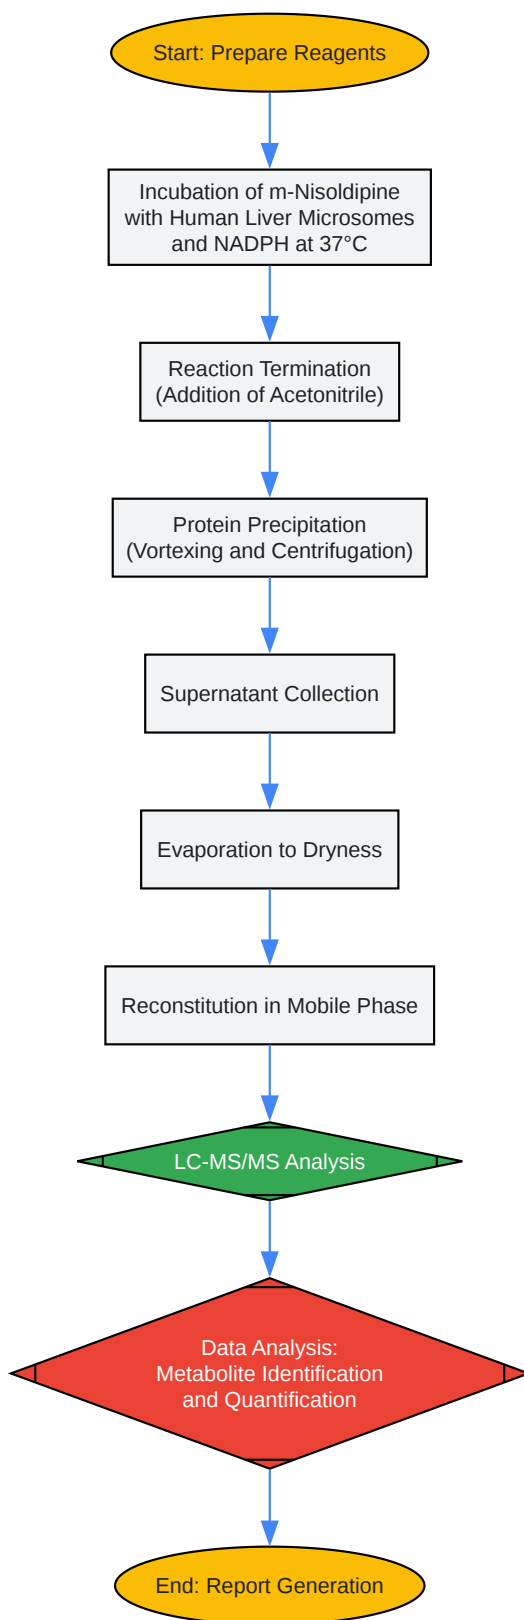 Start: Prepare Reagents
Incubation of m-Nisoldipine
with Human Liver Microsomes
and NADPH at 37°C
Reaction Termination
(Addition of Acetonitrile)
Protein Precipitation
(Vortexing and Centrifugation)
Supernatant Collection
Evaporation to Dryness
Reconstitution in Mobile Phase
LC-MS/MS Analysis
Data Analysis:
Metabolite Identification
and Quantification
End: Report Generation